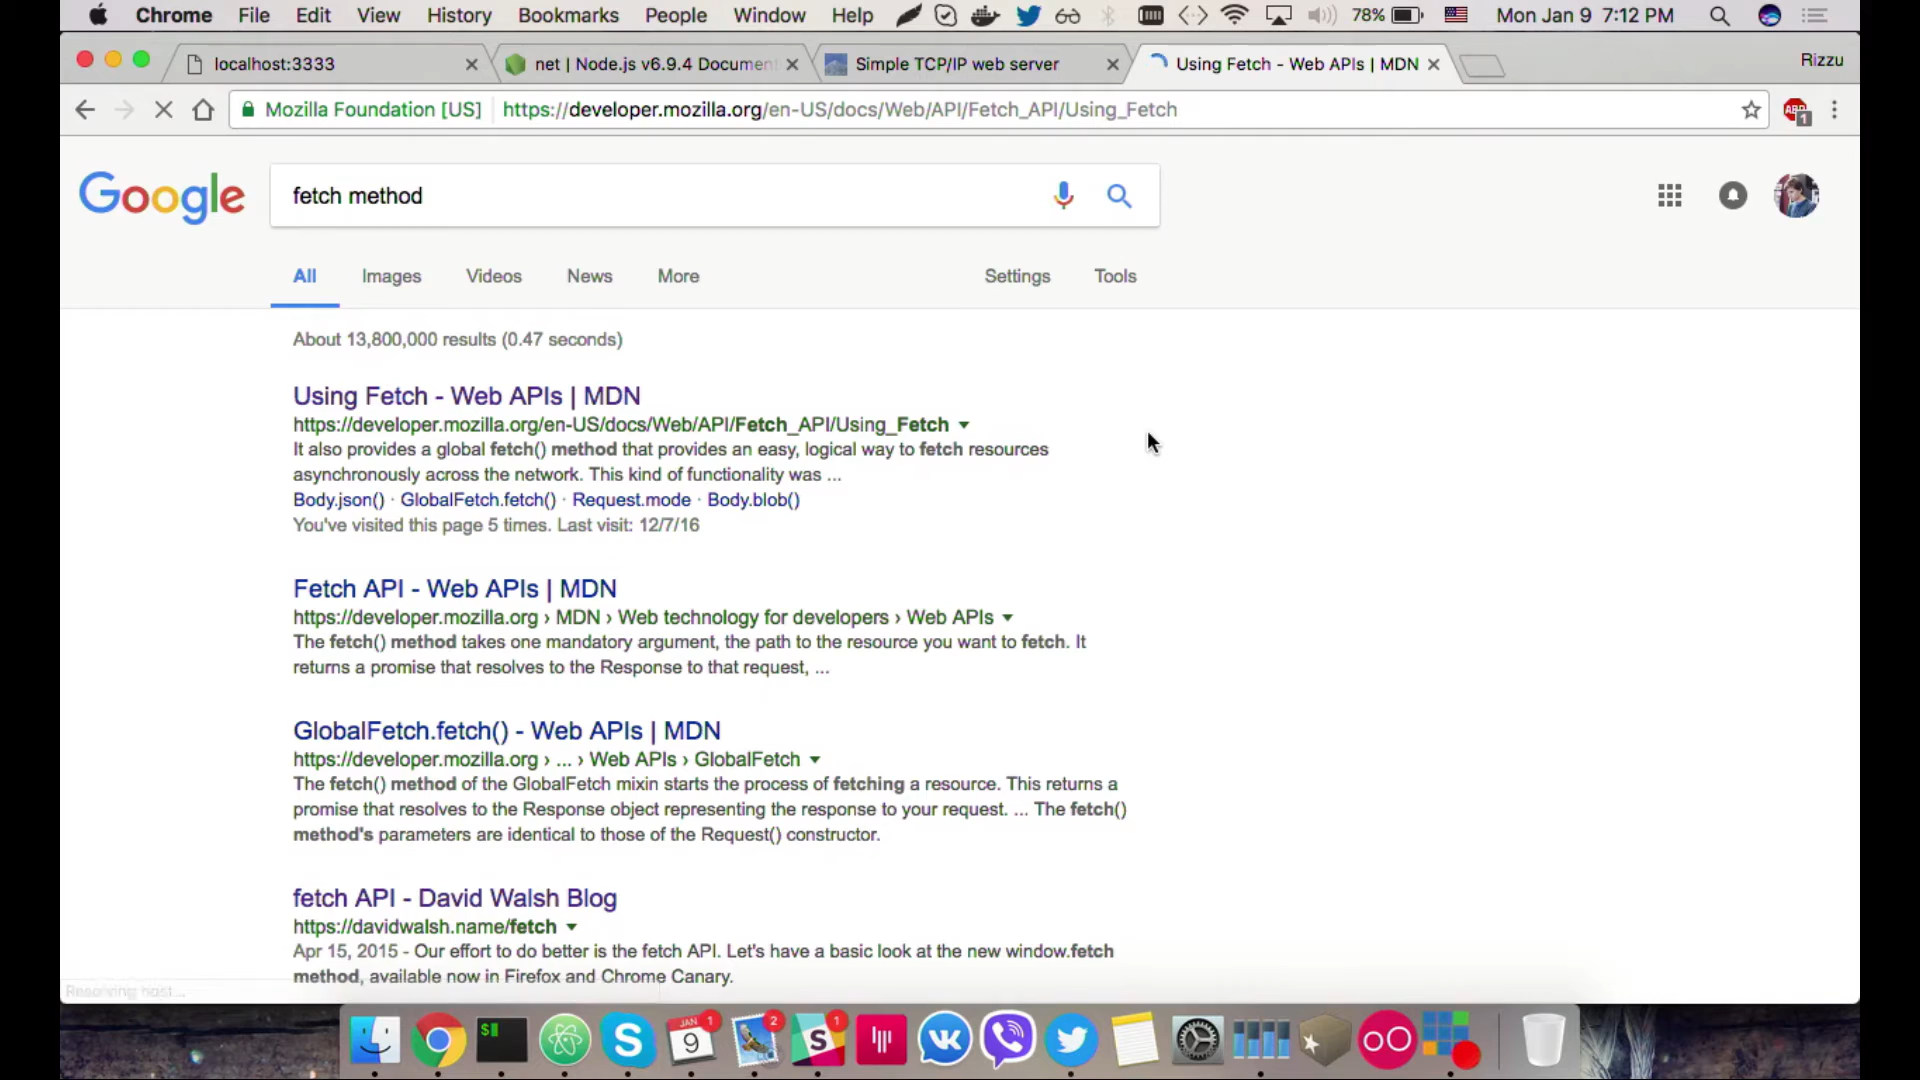 Chrome File Edit View History Bookmarks People Window Help 78% Mon Jan 9 7:12 PM
localhost:3333 net | Node.js v6.9.4 Document Simple TCP/IP web server Using Fetch - Web APIs | MDN Rizzu
Mozilla Foundation [US] https://developer.mozilla.org/en-US/docs/Web/API/Fetch_API/Using_Fetch ABP 1
Google fetch method
All Images Videos News More Settings Tools
About 13,800,000 results (0.47 seconds)
Using Fetch - Web APIs | MDN
https://developer.mozilla.org/en-US/docs/Web/API/Fetch_API/Using_Fetch
It also provides a global fetch() method that provides an easy, logical way to fetch resources
asynchronously across the network. This kind of functionality was ...
Body.json() · GlobalFetch.fetch() · Request.mode · Body.blob()
You've visited this page 5 times. Last visit: 12/7/16
Fetch API - Web APIs | MDN
https://developer.mozilla.org › MDN › Web technology for developers › Web APIs
The fetch() method takes one mandatory argument, the path to the resource you want to fetch. It
returns a promise that resolves to the Response to that request, ...
GlobalFetch.fetch() - Web APIs | MDN
https://developer.mozilla.org › ... › Web APIs › GlobalFetch
The fetch() method of the GlobalFetch mixin starts the process of fetching a resource. This returns a
promise that resolves to the Response object representing the response to your request. ... The fetch()
method's parameters are identical to those of the Request() constructor.
fetch API - David Walsh Blog
https://davidwalsh.name/fetch
Apr 15, 2015 - Our effort to do better is the fetch API. Let's have a basic look at the new window.fetch
method, available now in Firefox and Chrome Canary.
Resolving host...
$ JAN 9 1 2 1